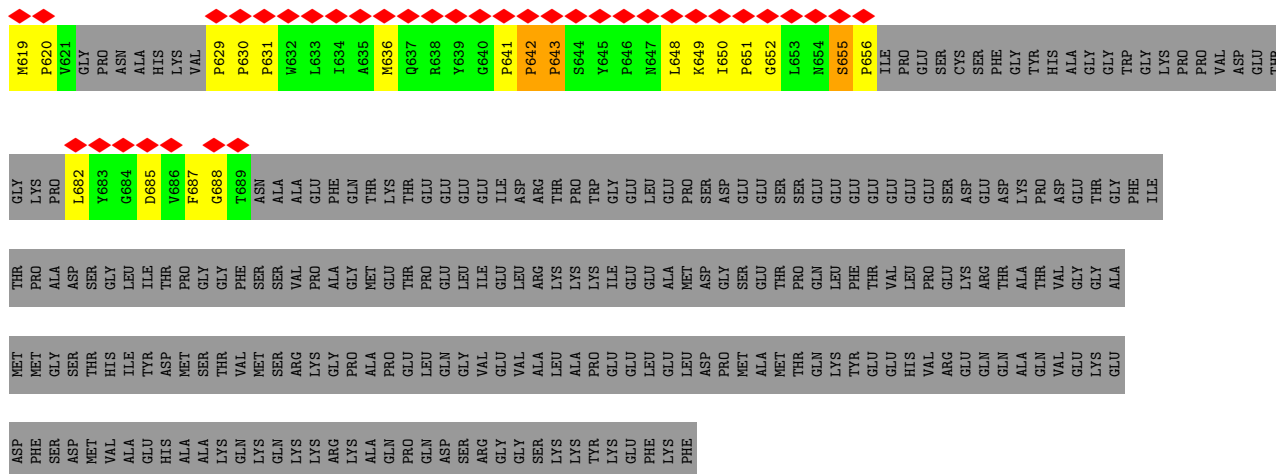 M619 P620 V621 GLY PRO ASN ALA HIS LYS VAL P629 P630 P631 W632 L633 I634 A635 M636 Q637 R638 Y639 G640 P641 P642 P643 S644 Y645 P646 N647 L648 K649 I650 P651 G652 L653 N654 S655 P656 ILE PRO GLU SER CYS SER PHE GLY TYR HIS ALA GLY GLY TRP GLY LYS PRO PRO VAL ASP GLU THR
GLY LYS PRO L682 Y683 G684 D685 V686 F687 G688 T689 ASN ALA ALA GLU PHE GLN THR LYS THR GLU GLU GLU GLU ILE ASP ARG THR PRO TRP GLY GLU LEU GLU PRO SER ASP GLU GLU SER SER GLU GLU GLU GLU GLU GLU GLU GLU SER ASP GLU ASP LYS PRO ASP GLU THR GLY PHE ILE
THR PRO ALA ASP SER GLY LEU ILE THR PRO GLY GLY PHE SER SER VAL PRO ALA GLY MET GLU THR PRO GLU LEU ILE GLU LEU ARG LYS LYS LYS ILE GLU GLU ALA MET ASP GLY SER GLU THR PRO GLN LEU PHE THR VAL LEU PRO GLU LYS ARG THR ALA THR VAL GLY GLY ALA
MET MET GLY SER THR HIS ILE TYR ASP MET SER THR VAL MET SER ARG LYS GLY PRO ALA PRO GLU LEU GLN GLY VAL GLU VAL ALA LEU ALA PRO GLU GLU LEU GLU LEU ASP PRO MET ALA MET THR GLN LYS TYR GLU GLU HIS VAL ARG GLU GLN GLN ALA GLN VAL GLU LYS GLU
ASP PHE SER ASP MET VAL ALA GLU HIS ALA ALA LYS GLN LYS GLN LYS LYS ARG LYS ALA GLN PRO GLN ASP SER ARG GLY GLY SER LYS LYS TYR LYS GLU PHE LYS PHE